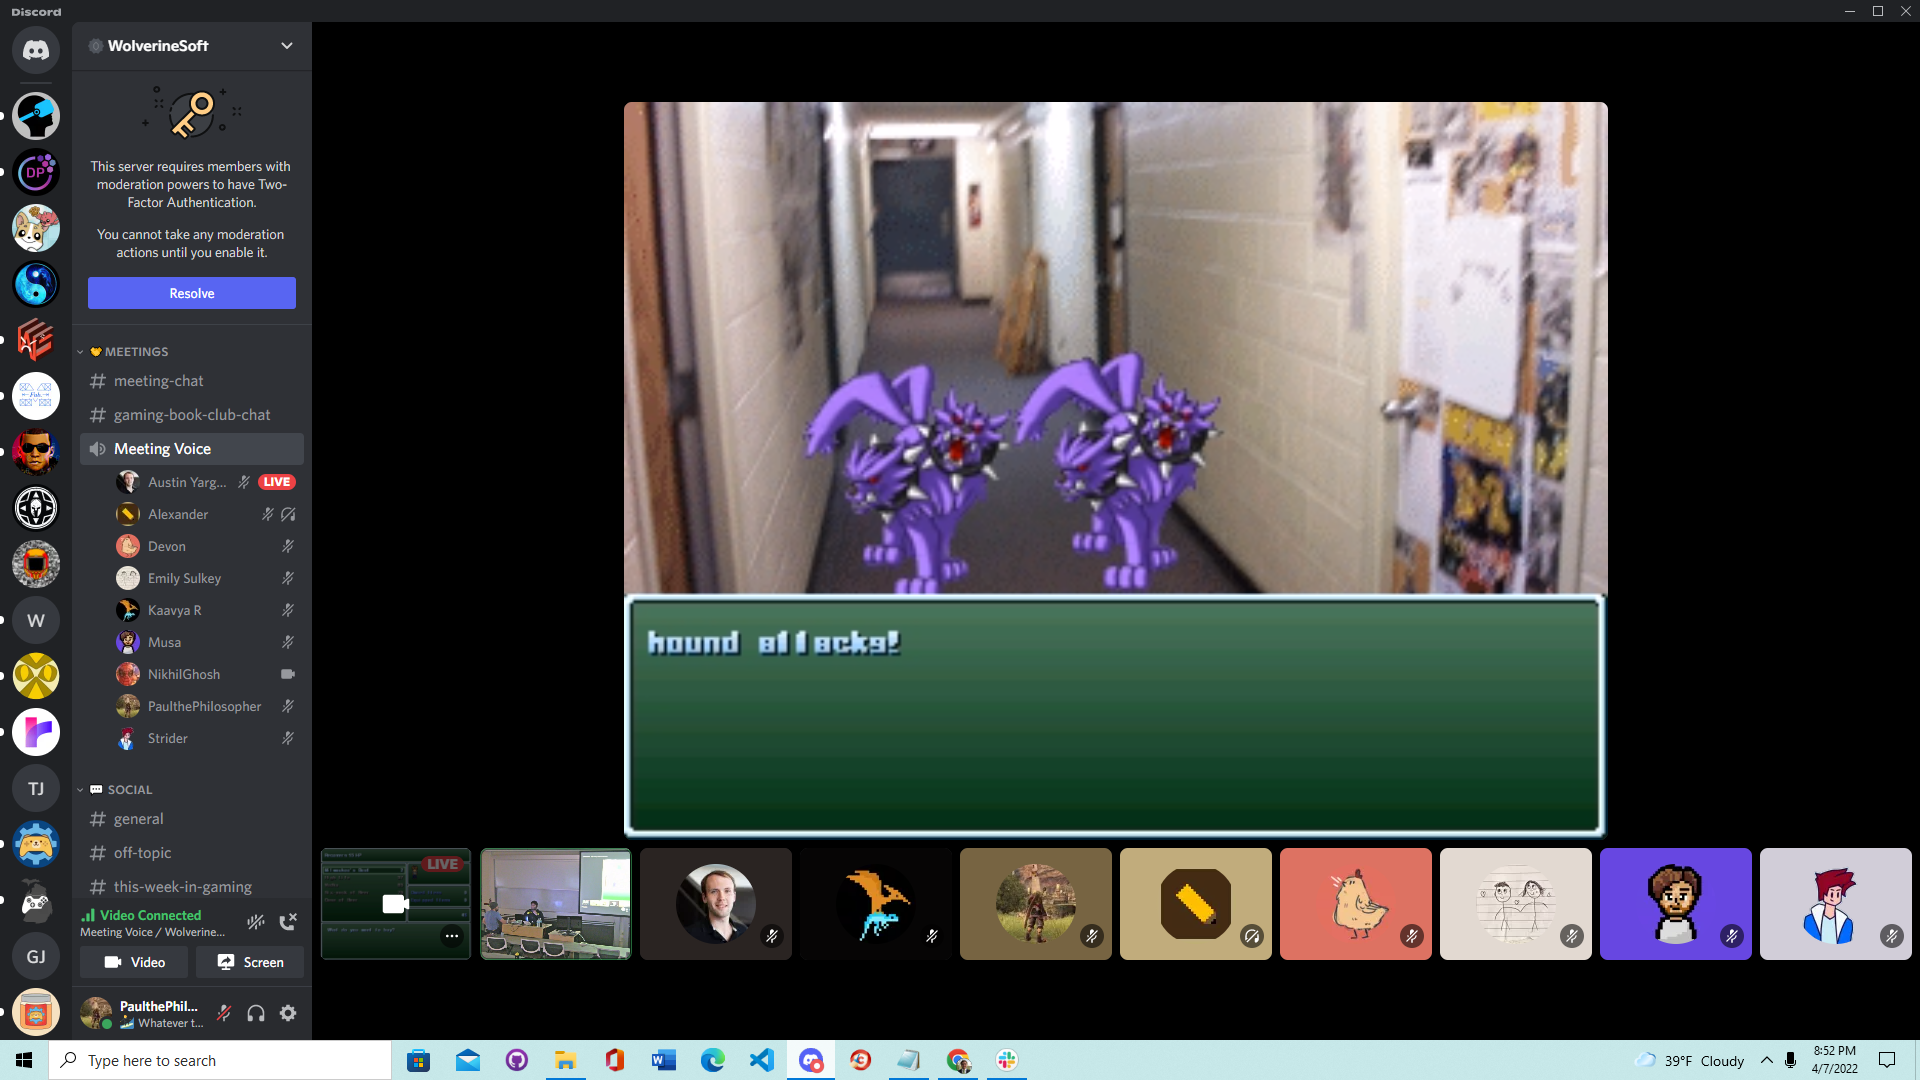 Discord
WolverineSoft
This server requires members with
moderation powers to have Two-
Factor Authentication.
You cannot take any moderation
actions until you enable it.
Resolve
MEETINGS
meeting-chat
gaming-book-club-chat
Meeting Voice
Austin Yarg... LIVE
Alexander
Devon
Emily Sulkey
Kaavya R
Musa
NikhilGhosh
PaulthePhilosopher
Strider
SOCIAL
general
off-topic
this-week-in-gaming
Video Connected
Meeting Voice / Wolverine...
Video
Screen
PaulthePhil...
Whatever t...
DP
W
TJ
GJ
M
hound attacks!
LIVE
Type here to search
39°F Cloudy
8:52 PM
4/7/2022